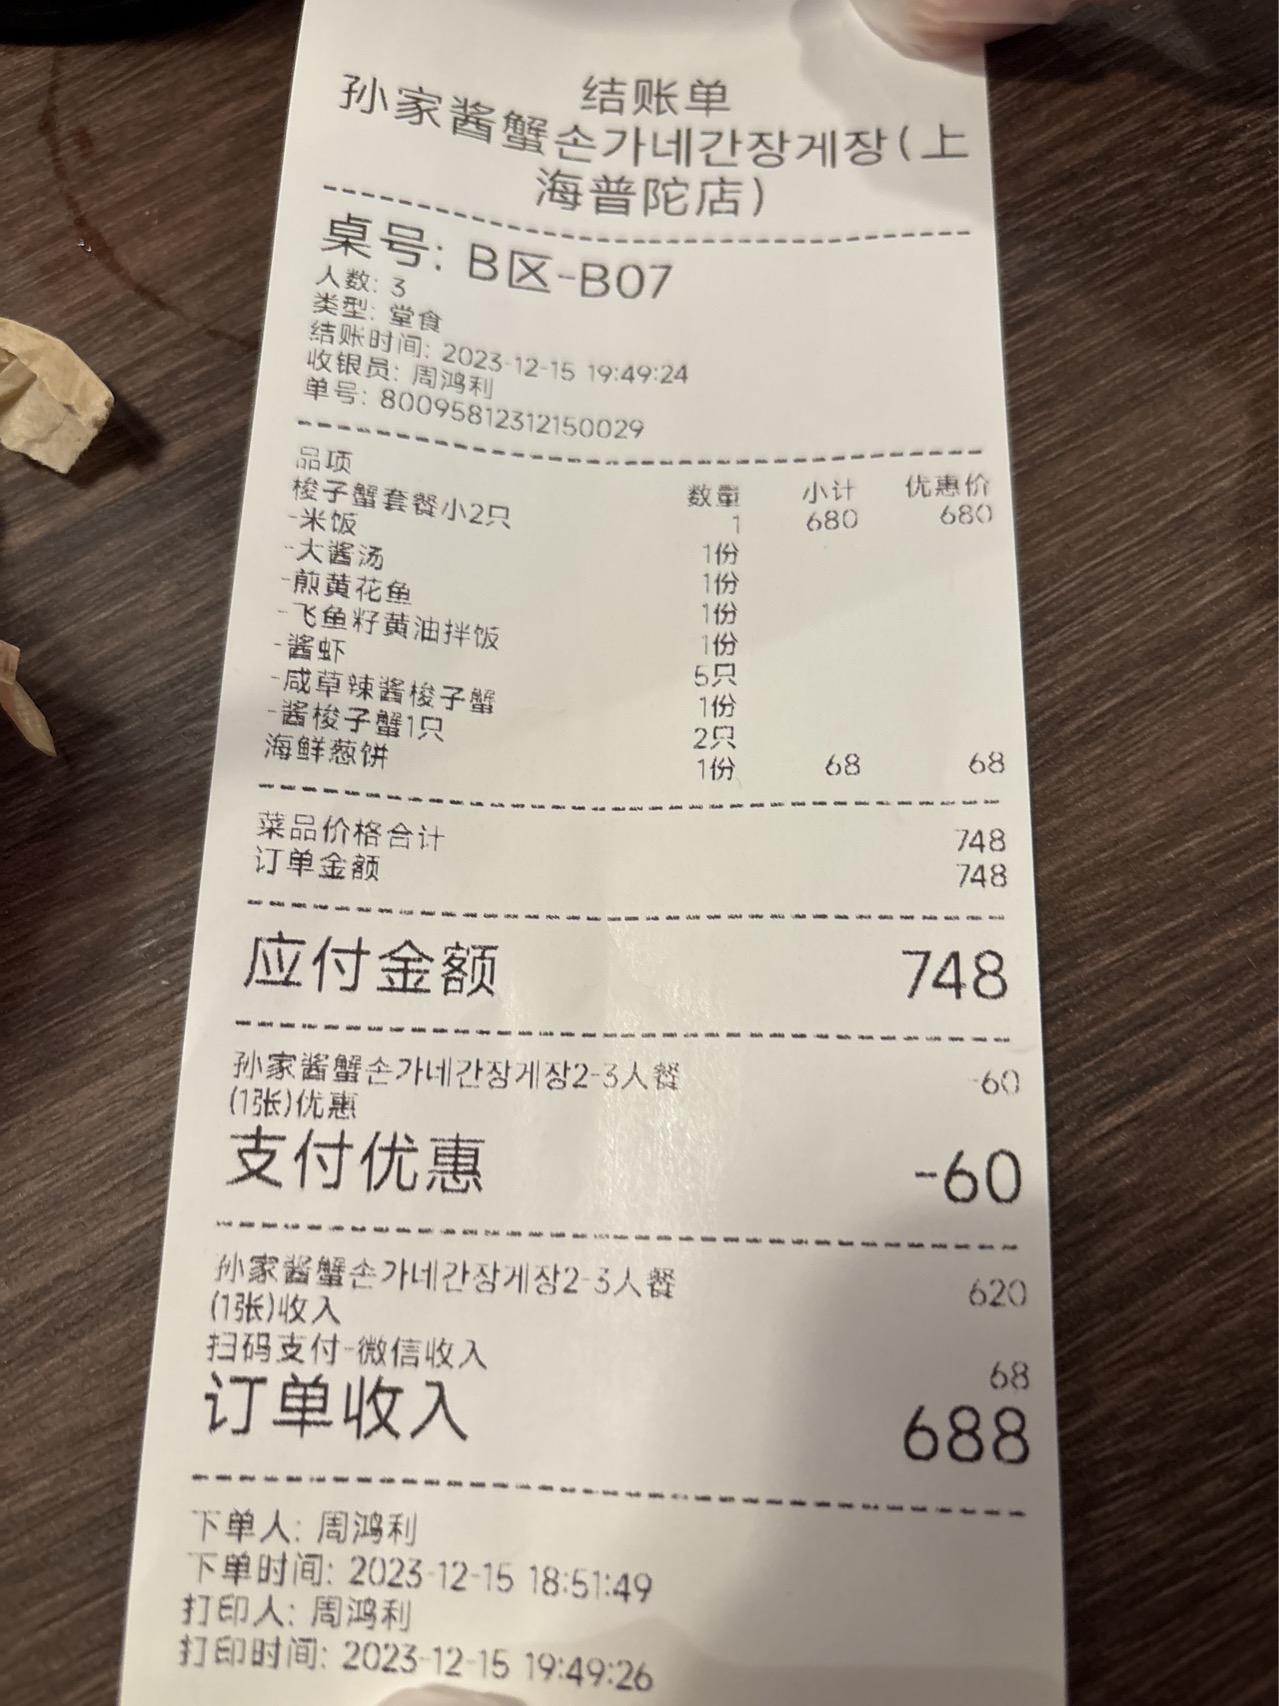 结账单
孙家酱蟹손가네간장게장(上
海普陀店)
桌号: B区-B07
人数: 3
类型: 堂食
结账时间: 2023-12-15 19:49:24
收银员: 周鸿利
单号: 80095812312150029
品项 数量 小计 优惠价
梭子蟹套餐小2只 1 680 680
-米饭 1份
-大酱汤 1份
-煎黄花鱼 1份
-飞鱼籽黄油拌饭 1份
-酱虾 5只
-咸草辣酱梭子蟹 1份
-酱梭子蟹1只 2只
海鲜葱饼 1份 68 68
菜品价格合计 748
订单金额 748
应付金额 748
孙家酱蟹손가네간장게장2-3人餐 -60
(1张)优惠
支付优惠 -60
孙家酱蟹손가네간장게장2-3人餐 620
(1张)收入
扫码支付-微信收入 68
订单收入 688
下单人: 周鸿利
下单时间: 2023-12-15 18:51:49
打印人: 周鸿利
打印时间: 2023-12-15 19:49:26